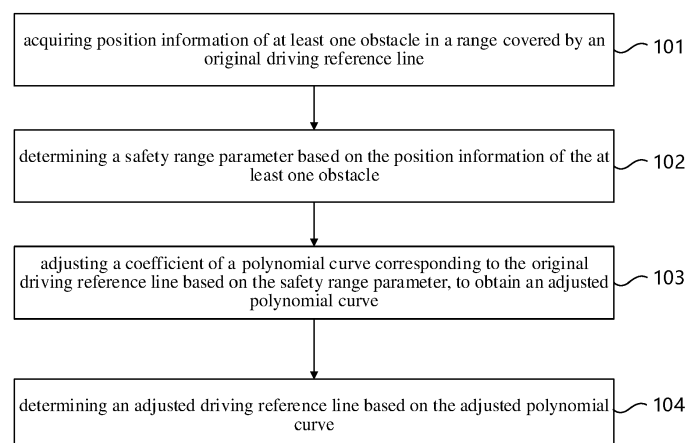 acquiring position information of at least one obstacle in a range covered by an
original driving reference line
101
determining a safety range parameter based on the position information of the at
least one obstacle
102
adjusting a coefficient of a polynomial curve corresponding to the original
driving reference line based on the safety range parameter, to obtain an adjusted
polynomial curve
103
determining an adjusted driving reference line based on the adjusted polynomial
curve
104